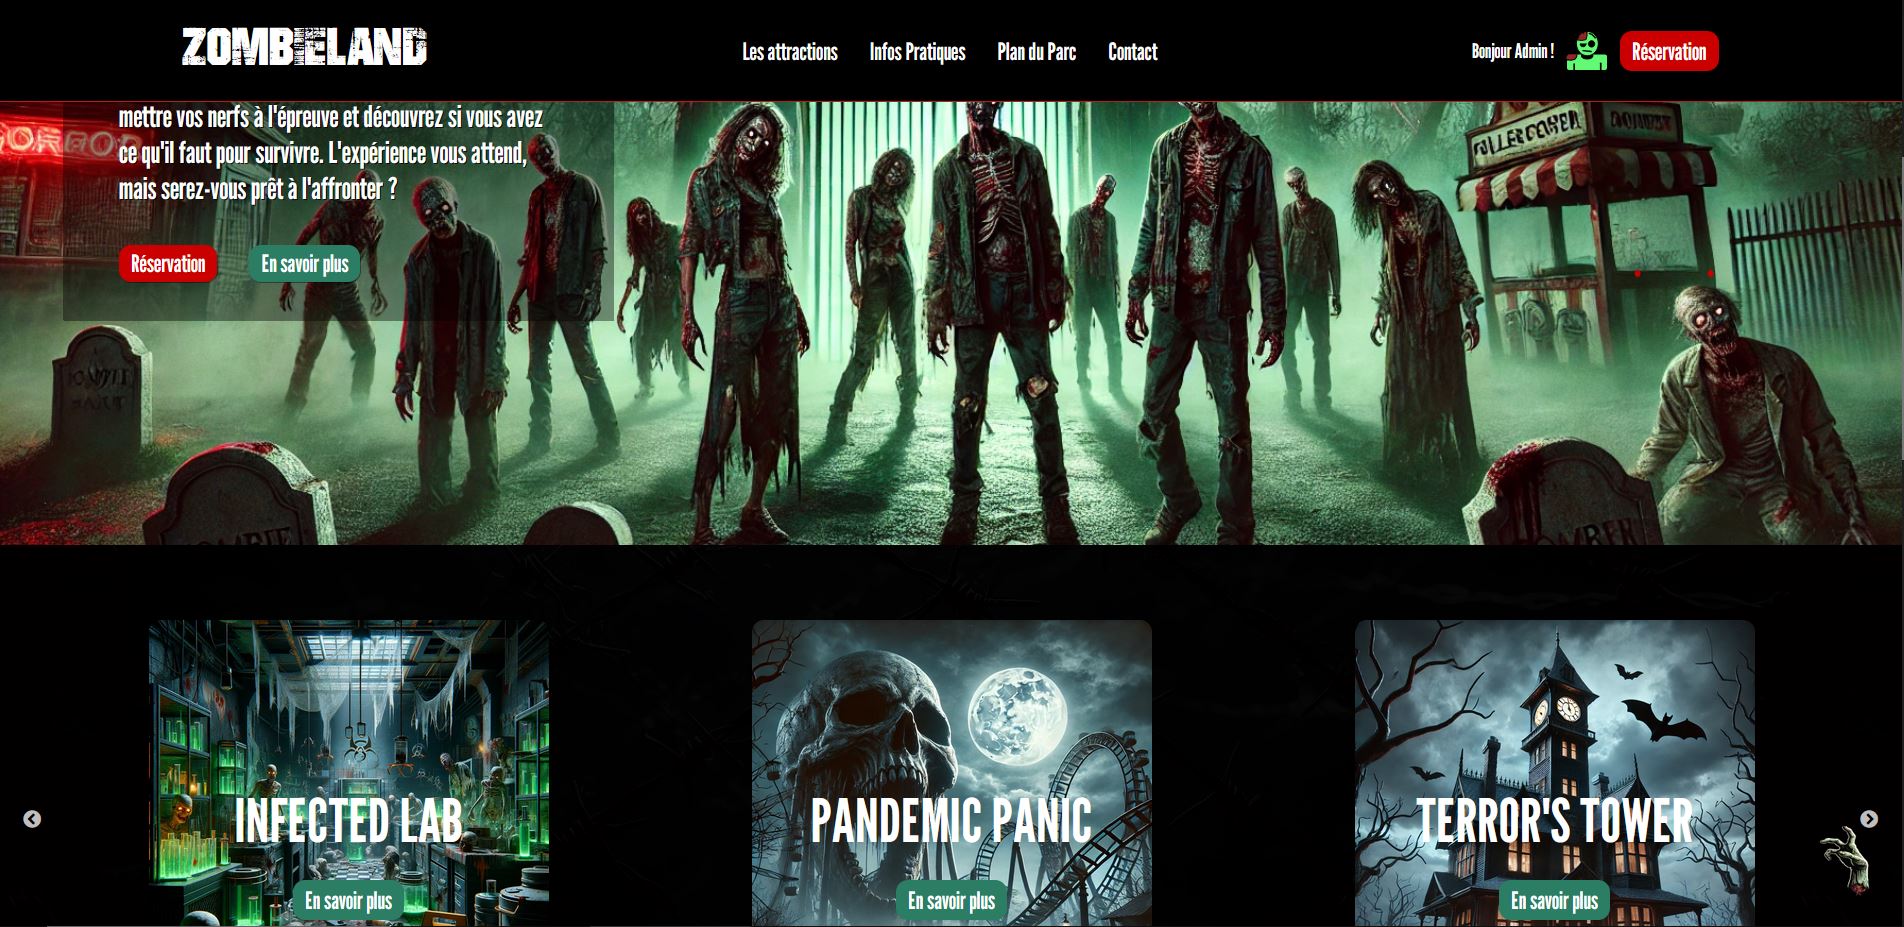 ZOMBIELAND
Les attractions
Infos Pratiques
Plan du Parc
Contact
Bonjour Admin !
Réservation
mettre vos nerfs à l'épreuve et découvrez si vous avez
ce qu'il faut pour survivre. L'expérience vous attend,
mais serez-vous prêt à l'affronter ?
Réservation
En savoir plus
INFECTED LAB
PANDEMIC PANIC
TERROR'S TOWER
En savoir plus
En savoir plus
En savoir plus